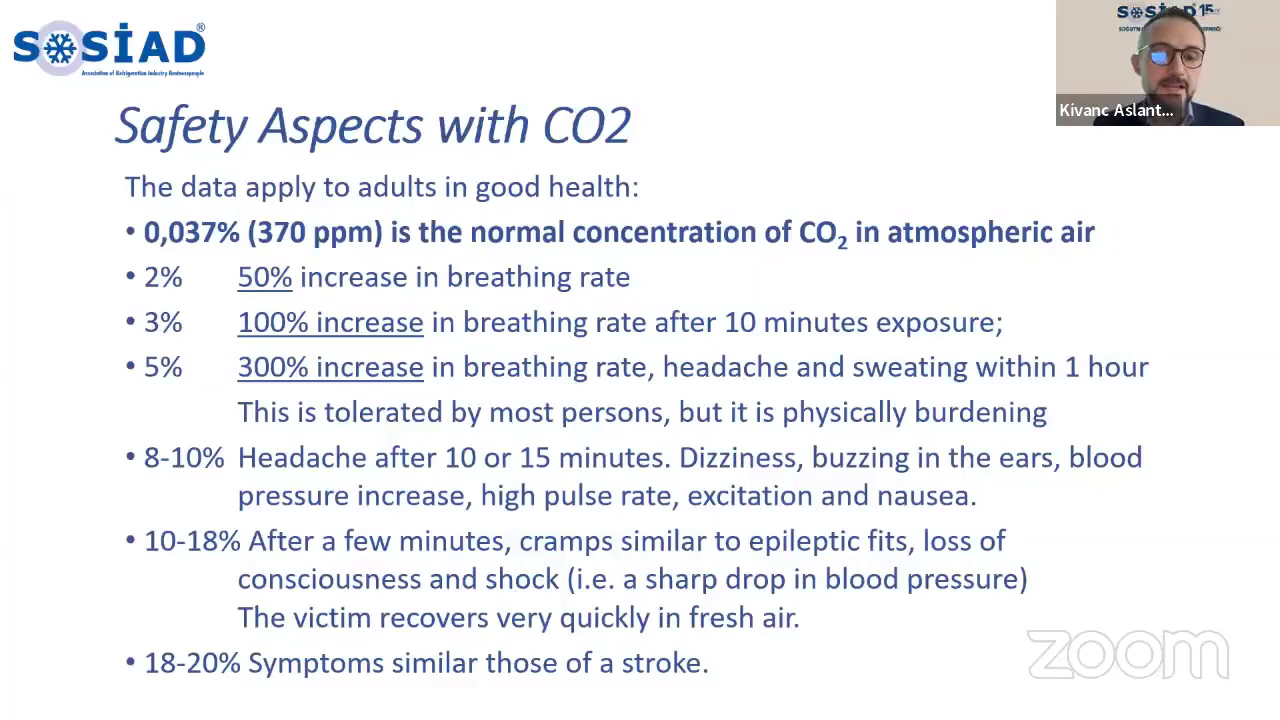 SOSİAD®
Association of Refrigeration Industry Businesspeople
SOSİAD 15
Kivanc Aslant...
Safety Aspects with CO2
The data apply to adults in good health:
• 0,037% (370 ppm) is the normal concentration of CO₂ in atmospheric air
• 2% 50% increase in breathing rate
• 3% 100% increase in breathing rate after 10 minutes exposure;
• 5% 300% increase in breathing rate, headache and sweating within 1 hour
This is tolerated by most persons, but it is physically burdening
• 8-10% Headache after 10 or 15 minutes. Dizziness, buzzing in the ears, blood
pressure increase, high pulse rate, excitation and nausea.
• 10-18% After a few minutes, cramps similar to epileptic fits, loss of
consciousness and shock (i.e. a sharp drop in blood pressure)
The victim recovers very quickly in fresh air.
• 18-20% Symptoms similar those of a stroke.
zoom